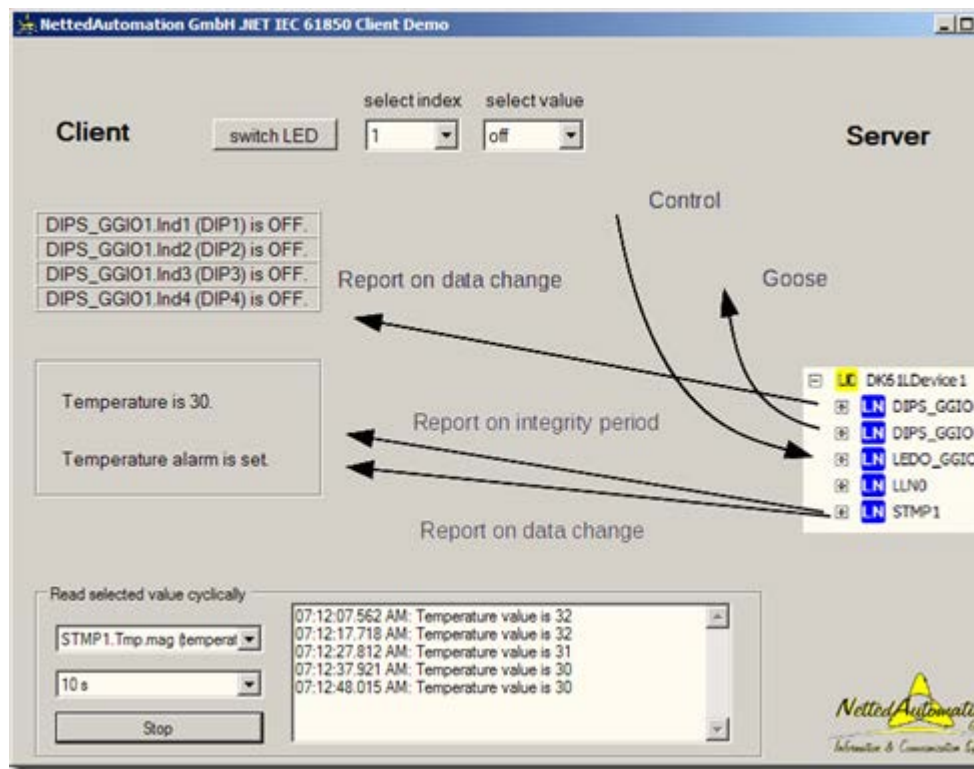 NettedAutomation GmbH .NET IEC 61850 Client Demo
select index select value
Client switch LED 1 off Server
Control
DIPS_GGIO1.Ind1 (DIP1) is OFF.
DIPS_GGIO1.Ind2 (DIP2) is OFF.
DIPS_GGIO1.Ind3 (DIP3) is OFF.
DIPS_GGIO1.Ind4 (DIP4) is OFF.
Report on data change
Goose
LD DK61LDevice1
LN DIPS_GGIO
LN DIPS_GGIO
LN LEDO_GGIO
LN LLN0
LN STMP1
Temperature is 30.
Temperature alarm is set.
Report on integrity period
Report on data change
Read selected value cyclically
STMP1.Tmp.mag (temperat
10 s
Stop
07:12:07.562 AM: Temperature value is 32
07:12:17.718 AM: Temperature value is 32
07:12:27.812 AM: Temperature value is 31
07:12:37.921 AM: Temperature value is 30
07:12:48.015 AM: Temperature value is 30
NettedAutomati
Information & Communication